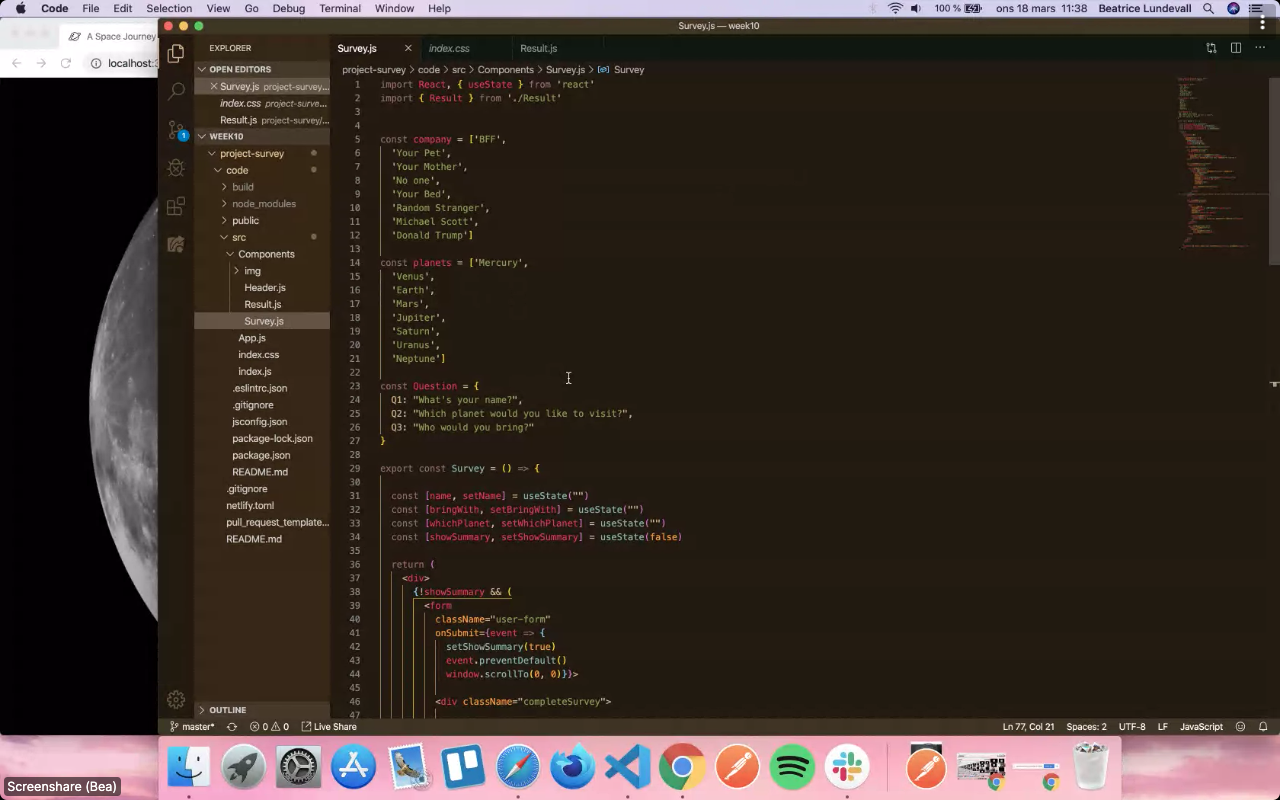 Code File Edit Selection View Go Debug Terminal Window Help 100 % ons 18 mars 11:38 Beatrice Lundevall
Survey.js — week10
A Space Journey
localhost:
EXPLORER
OPEN EDITORS
Survey.js project-survey...
index.css project-surve...
Result.js project-survey/...
WEEK10
project-survey
code
build
node_modules
public
src
Components
img
Header.js
Result.js
Survey.js
App.js
index.css
index.js
.eslintrc.json
.gitignore
jsconfig.json
package-lock.json
package.json
README.md
.gitignore
netlify.toml
pull_request_template...
README.md
OUTLINE
1
Survey.js index.css Result.js
project-survey › code › src › Components › Survey.js › Survey
1 import React, { useState } from 'react'
2 import { Result } from './Result'
3
4
5 const company = ['BFF',
6 'Your Pet',
7 'Your Mother',
8 'No one',
9 'Your Bed',
10 'Random Stranger',
11 'Michael Scott',
12 'Donald Trump']
13
14 const planets = ['Mercury',
15 'Venus',
16 'Earth',
17 'Mars',
18 'Jupiter',
19 'Saturn',
20 'Uranus',
21 'Neptune']
22
23 const Question = {
24 Q1: "What's your name?",
25 Q2: "Which planet would you like to visit?",
26 Q3: "Who would you bring?"
27 }
28
29 export const Survey = () => {
30
31 const [name, setName] = useState("")
32 const [bringWith, setBringWith] = useState("")
33 const [whichPlanet, setWhichPlanet] = useState("")
34 const [showSummary, setShowSummary] = useState(false)
35
36 return (
37 <div>
38 {!showSummary && (
39 <form
40 className="user-form"
41 onSubmit={event => {
42 setShowSummary(true)
43 event.preventDefault()
44 window.scrollTo(0, 0)}}>
45
46 <div className="completeSurvey">
47
master* 0 0 Live Share Ln 77, Col 21 Spaces: 2 UTF-8 LF JavaScript
Screenshare (Bea)